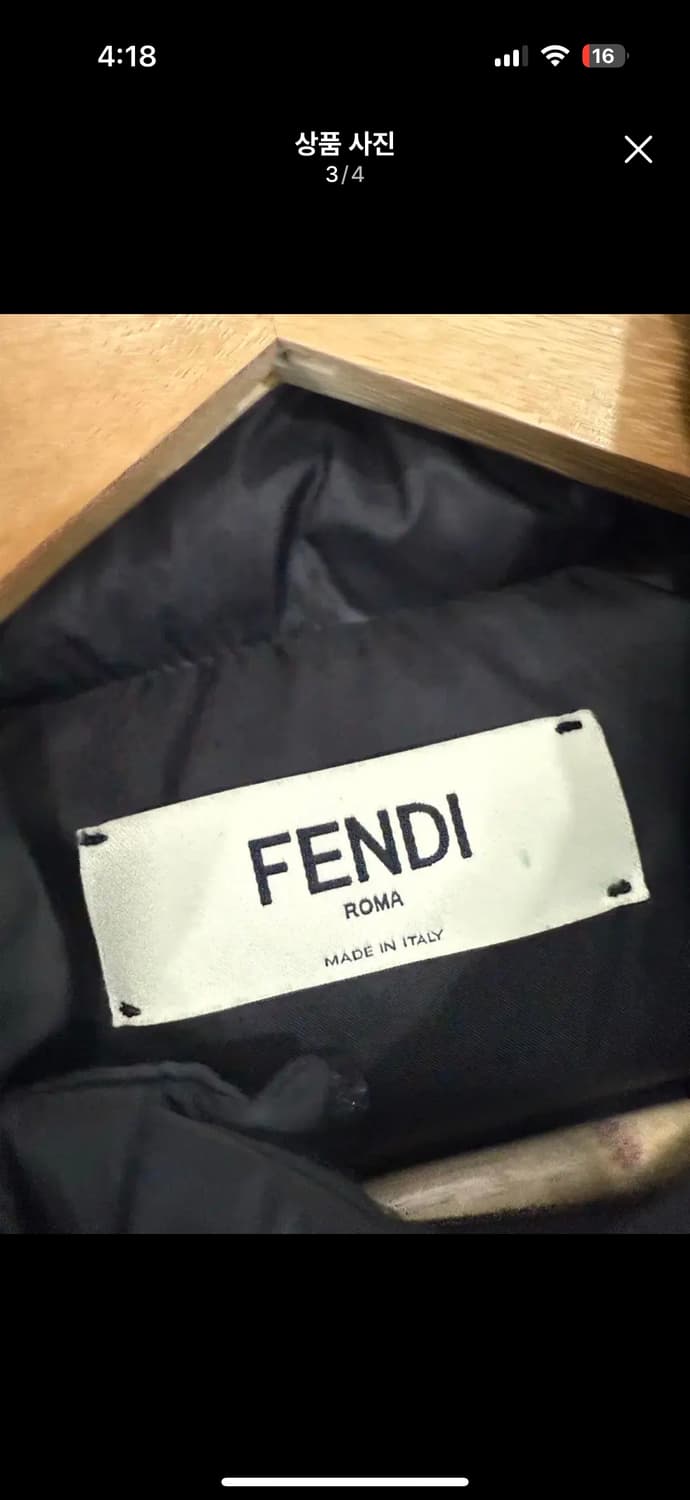 4:18
16
상품 사진
3/4
FENDI
ROMA
MADE IN ITALY